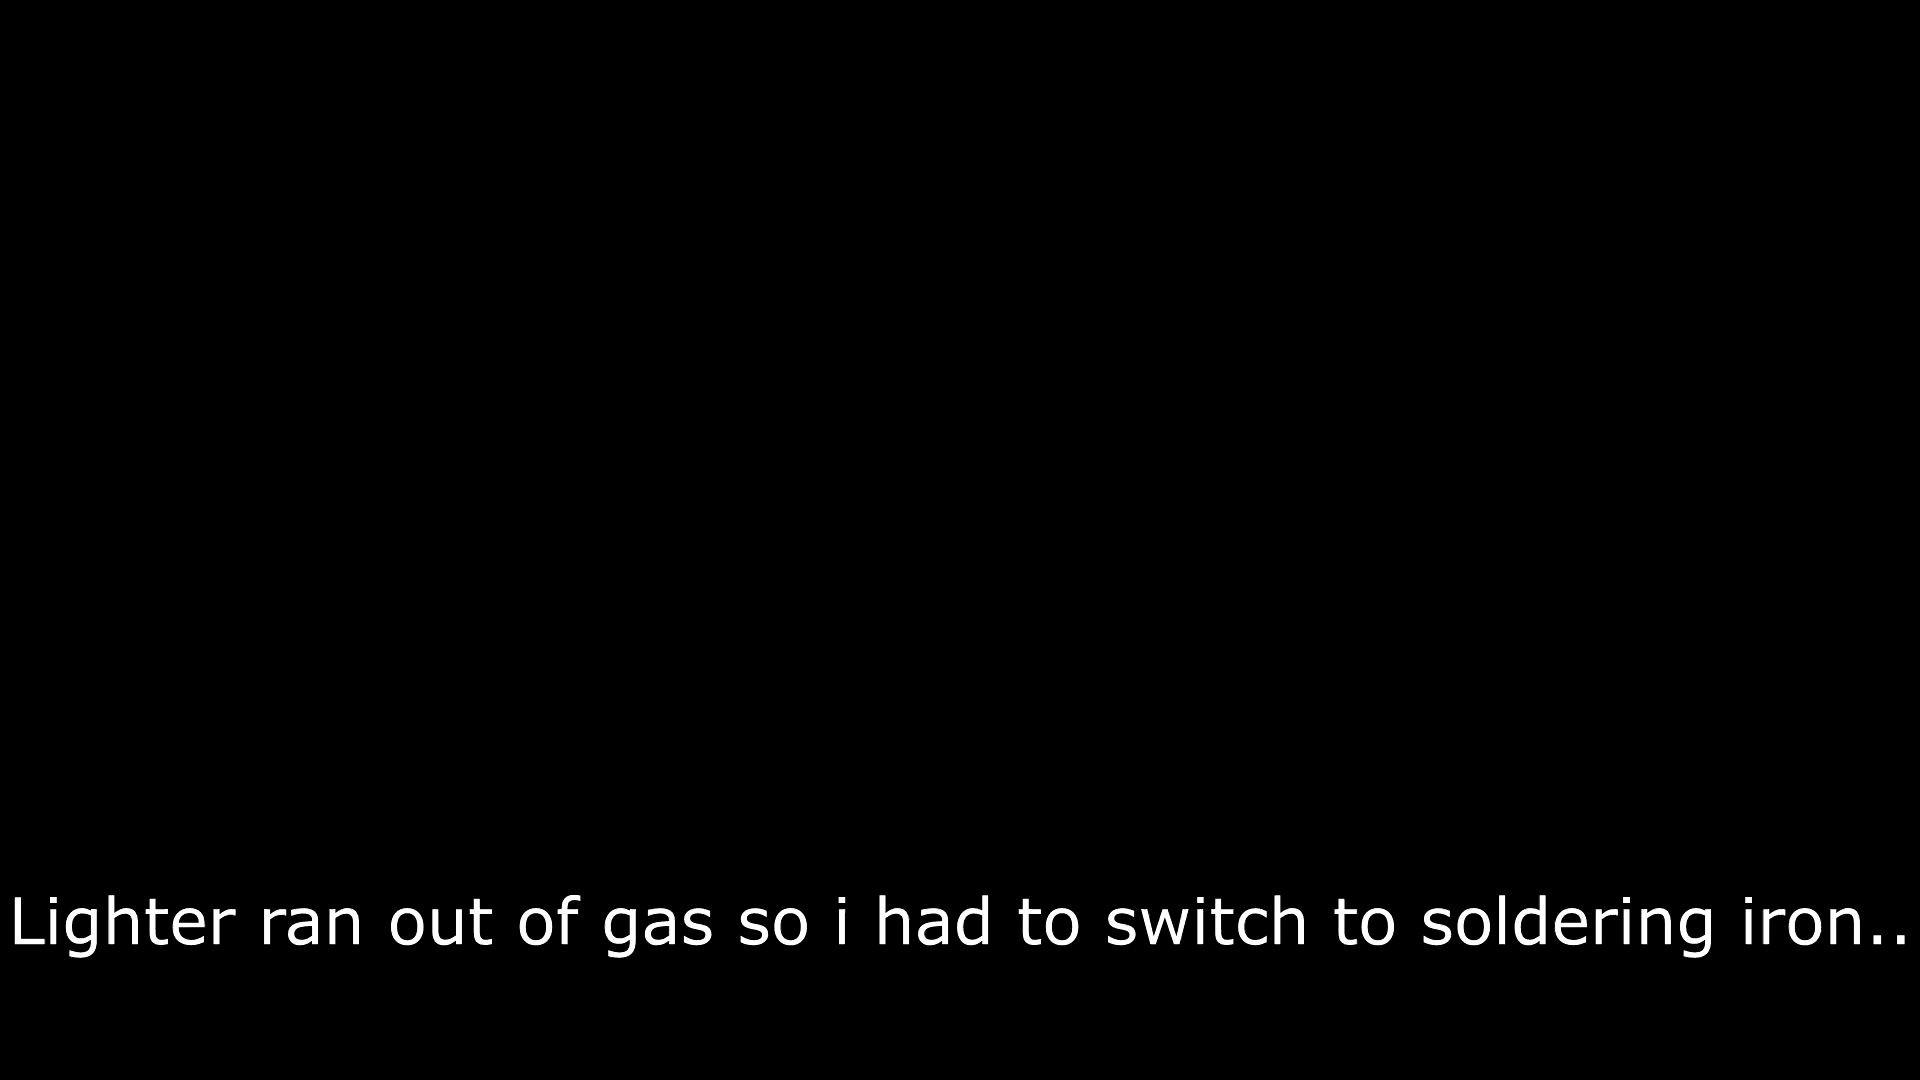 Lighter ran out of gas so i had to switch to soldering iron..